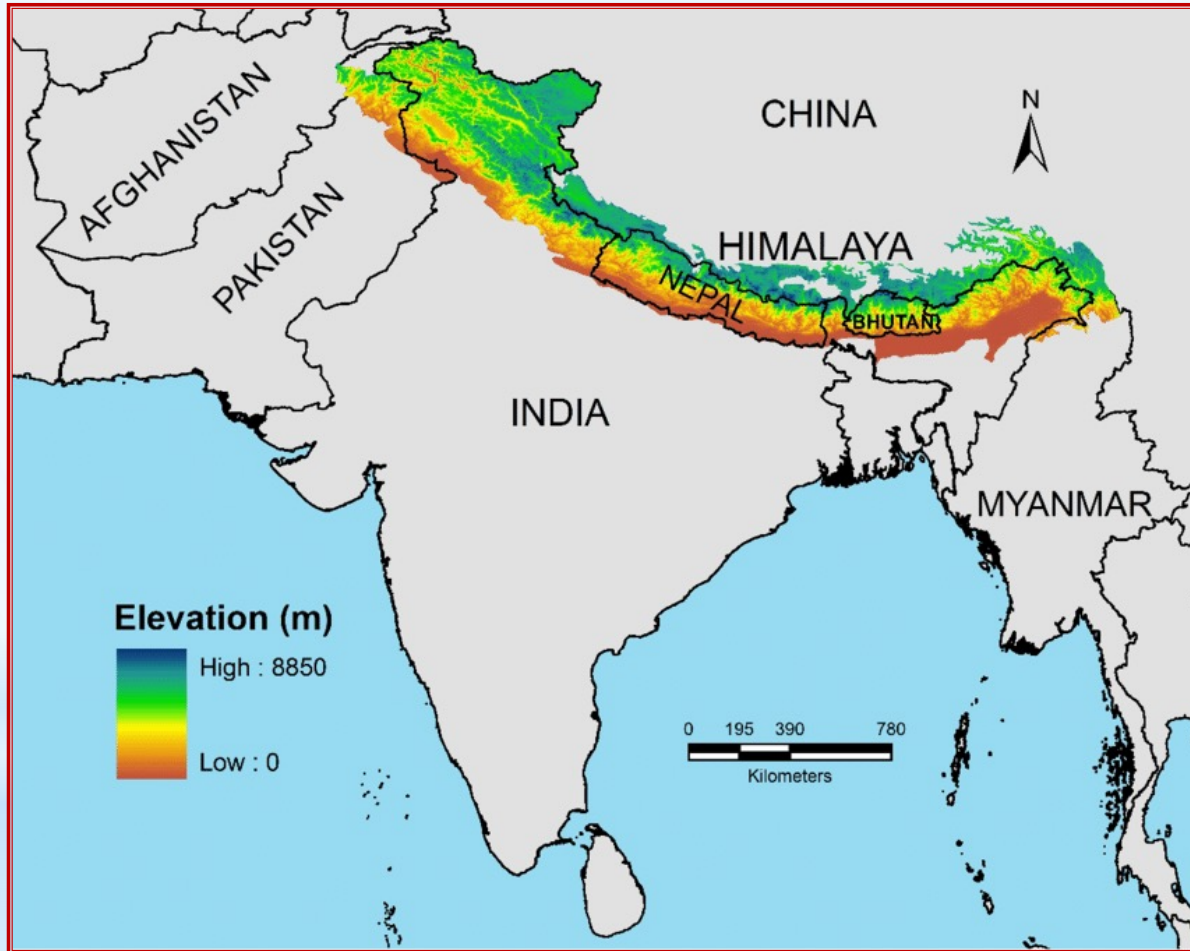 AFGHANISTAN
PAKISTAN
CHINA
N
HIMALAYA
NEPAL
BHUTAN
INDIA
MYANMAR
Elevation (m)
High : 8850
Low : 0
0 195 390 780
Kilometers